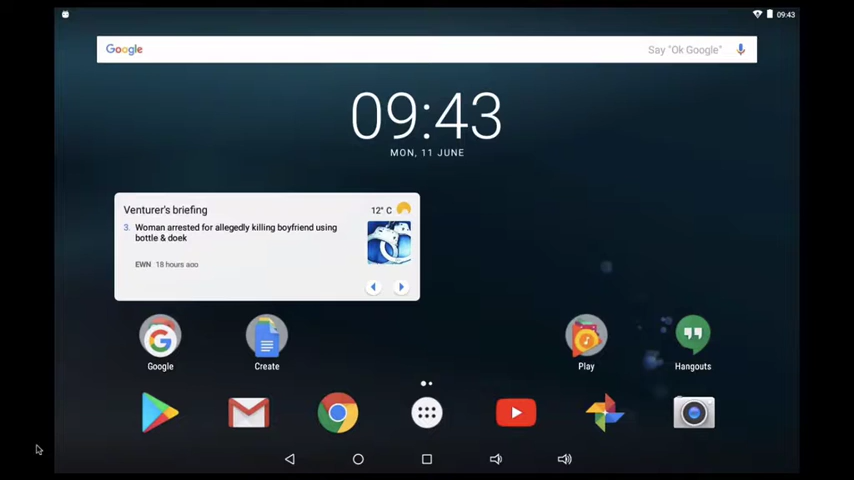 09:43
Google
Say "Ok Google"
09:43
MON, 11 JUNE
Venturer's briefing
12° C
3. Woman arrested for allegedly killing boyfriend using
bottle & doek
EWN 18 hours ago
Google
Create
Play
Hangouts